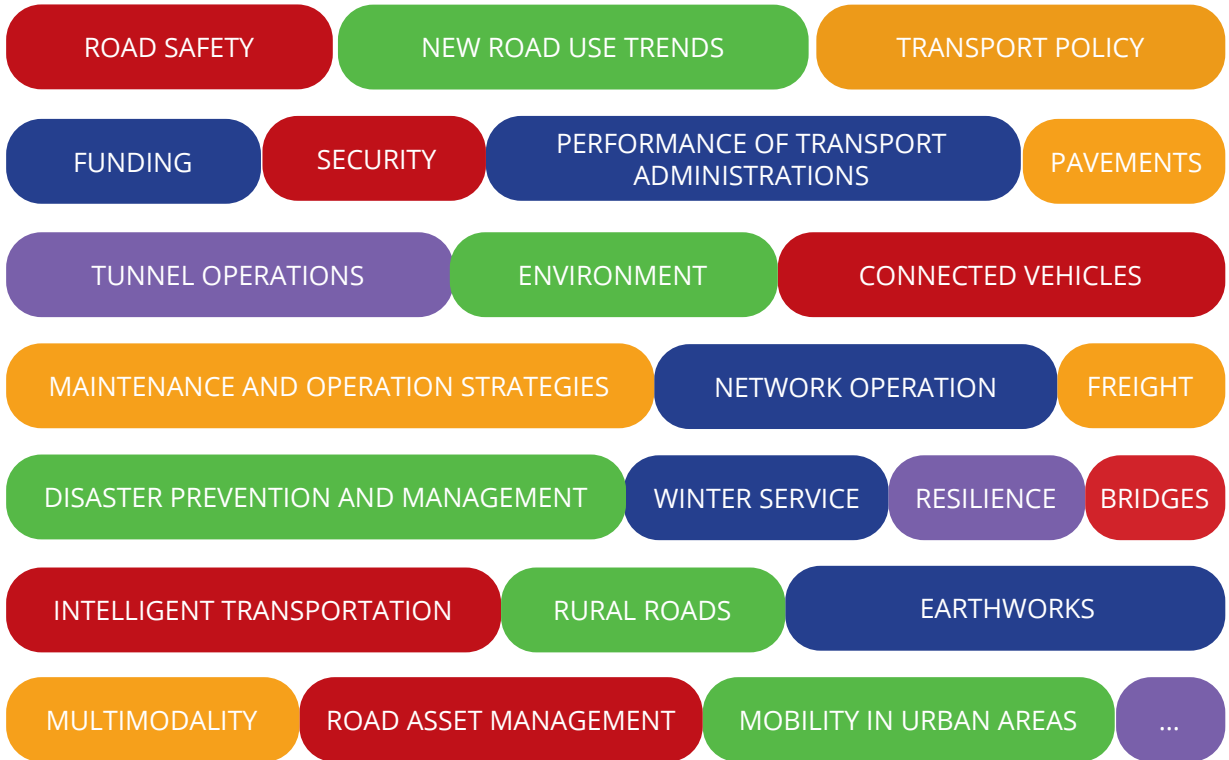 ROAD SAFETY
NEW ROAD USE TRENDS
TRANSPORT POLICY
FUNDING
SECURITY
PERFORMANCE OF TRANSPORT
ADMINISTRATIONS
PAVEMENTS
TUNNEL OPERATIONS
ENVIRONMENT
CONNECTED VEHICLES
MAINTENANCE AND OPERATION STRATEGIES
NETWORK OPERATION
FREIGHT
DISASTER PREVENTION AND MANAGEMENT
WINTER SERVICE
RESILIENCE
BRIDGES
INTELLIGENT TRANSPORTATION
RURAL ROADS
EARTHWORKS
MULTIMODALITY
ROAD ASSET MANAGEMENT
MOBILITY IN URBAN AREAS
...